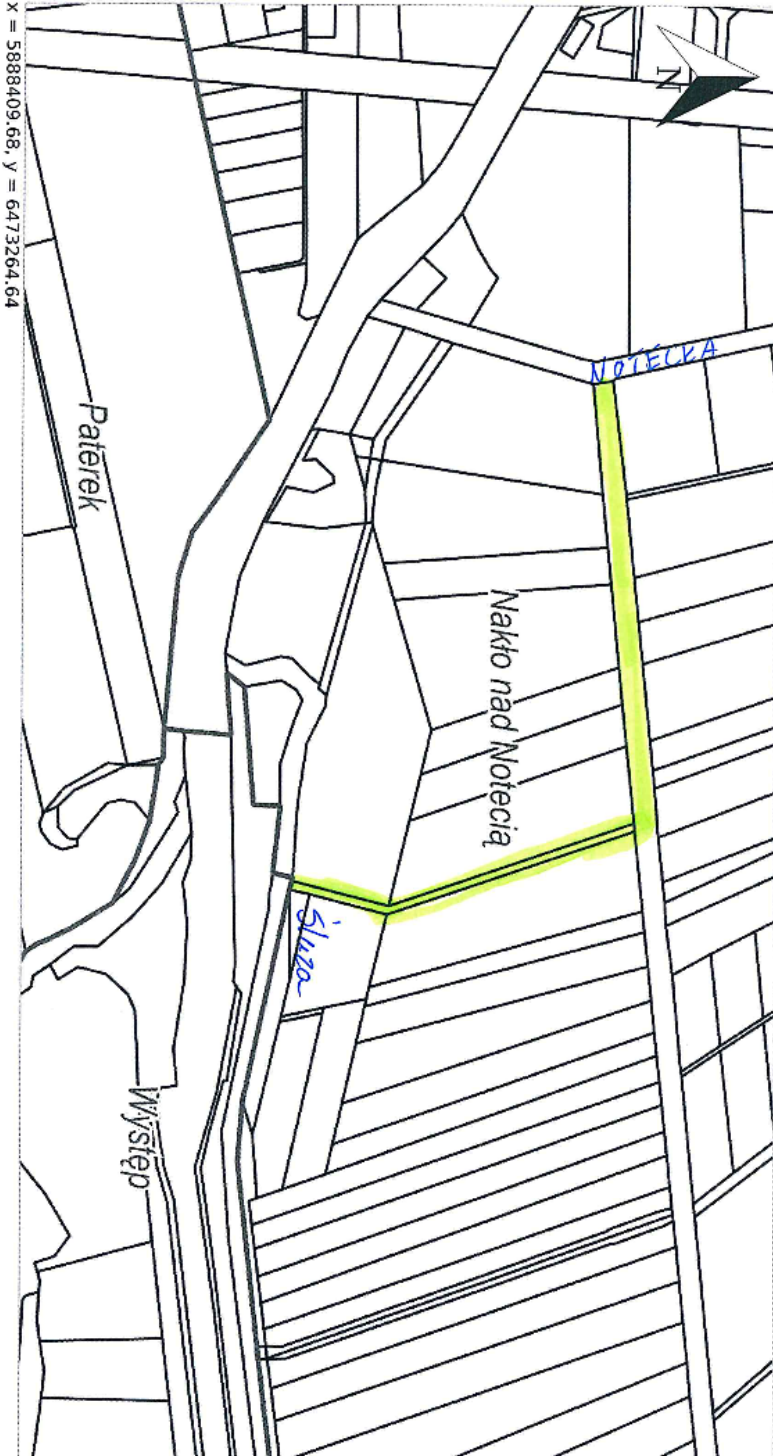 N
NOTECKA
Nakło nad Notecią
Śluza
Paterek
Występ
x = 5888409.68, y = 6473264.64